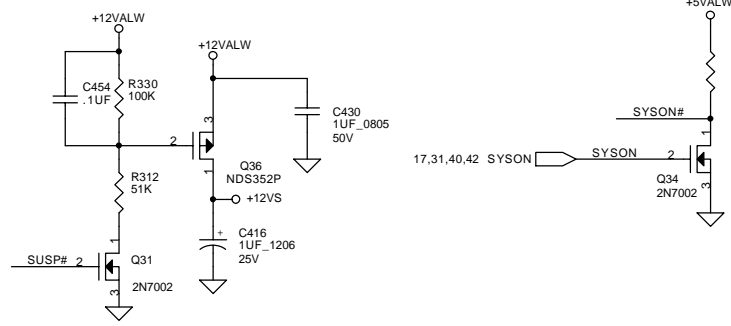 +12VALW
C454
.1UF
R330
100K
R312
51K
SUSP#
2
1
3
Q31
2N7002
+12VALW
3
2
1
Q36
NDS352P
+12VS
C430
1UF_0805
50V
+
C416
1UF_1206
25V
+5VALW
SYSON#
1
17,31,40,42 SYSON
SYSON
2
3
Q34
2N7002